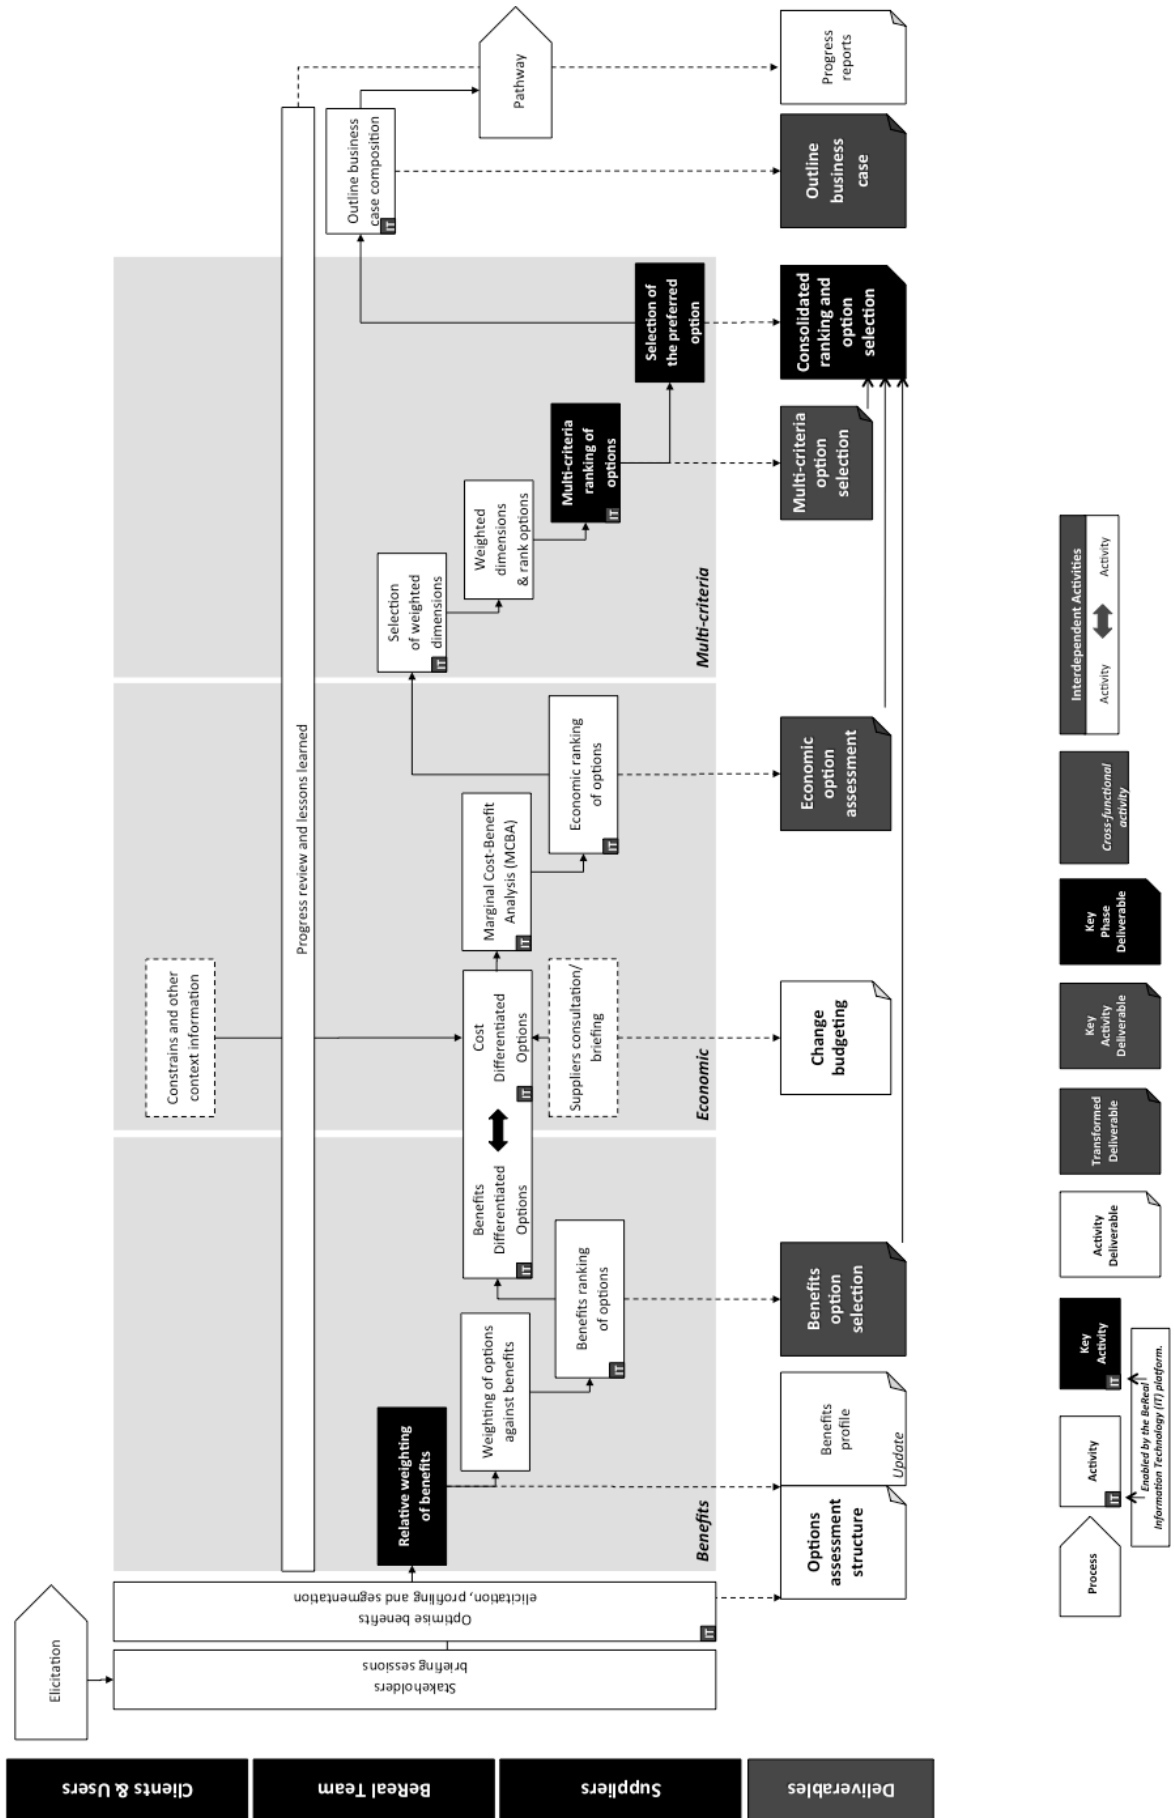 Clients & Users
BeReal Team
Suppliers
Deliverables
Elicitation
Stakeholders
briefing sessions
Optimise benefits
elicitation, profiling and segmentation
IT
Progress review and lessons learned
Benefits
Relative weighting
of benefits
Weighting of options
against benefits
Benefits ranking
of options
IT
Benefits
Differentiated
Options
IT
Economic
Constrains and other
context information
Cost
Differentiated
Options
IT
Suppliers consultation/
briefing
Marginal Cost-Benefit
Analysis (MCBA)
IT
Economic ranking
of options
IT
Multi-criteria
Selection
of weighted
dimensions
IT
Weighted
dimensions
& rank options
Multi-criteria
ranking of
options
IT
Selection of
the preferred
option
Outline business
case composition
IT
Pathway
Options
assessment
structure
Benefits
profile
Update
Benefits
option
selection
Change
budgeting
Economic
option
assessment
Multi-criteria
option
selection
Consolidated
ranking and
option
selection
Outline
business
case
Progress
reports
Process
Activity
IT
Key
Activity
IT
Enabled by the BeReal
Information Technology (IT) platform.
Activity
Deliverable
Transformed
Deliverable
Key
Activity
Deliverable
Key
Phase
Deliverable
Cross-functional
activity
Interdependent Activities
Activity
Activity